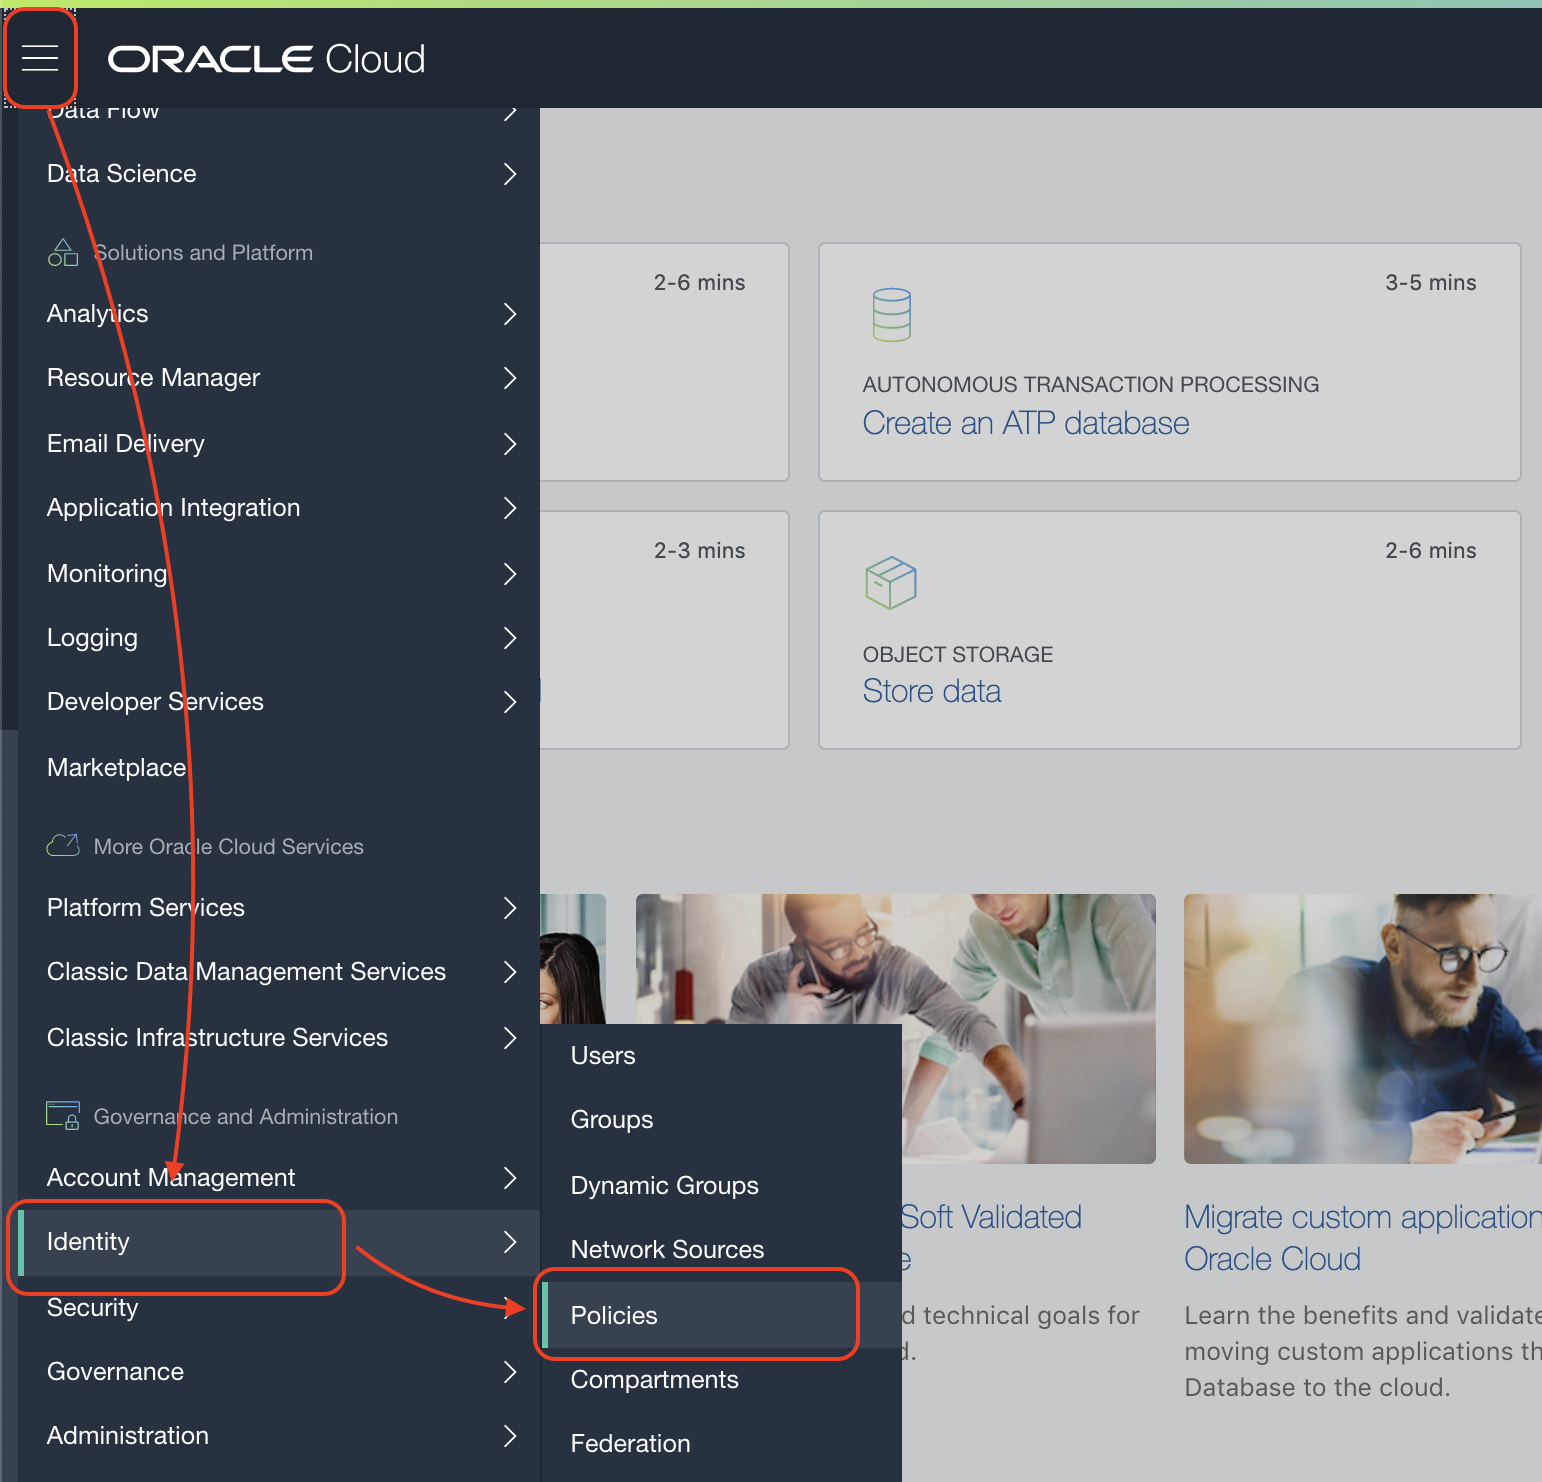 ORACLE Cloud
Data Flow
Data Science
Solutions and Platform
Analytics
Resource Manager
Email Delivery
Application Integration
Monitoring
Logging
Developer Services
Marketplace
More Oracle Cloud Services
Platform Services
Classic Data Management Services
Classic Infrastructure Services
Governance and Administration
Account Management
Identity
Security
Governance
Administration
Users
Groups
Dynamic Groups
Network Sources
Policies
Compartments
Federation
2-6 mins
3-5 mins
AUTONOMOUS TRANSACTION PROCESSING
Create an ATP database
2-3 mins
2-6 mins
OBJECT STORAGE
Store data
Soft Validated
e
d technical goals for
d.
Migrate custom application
Oracle Cloud
Learn the benefits and validate
moving custom applications th
Database to the cloud.